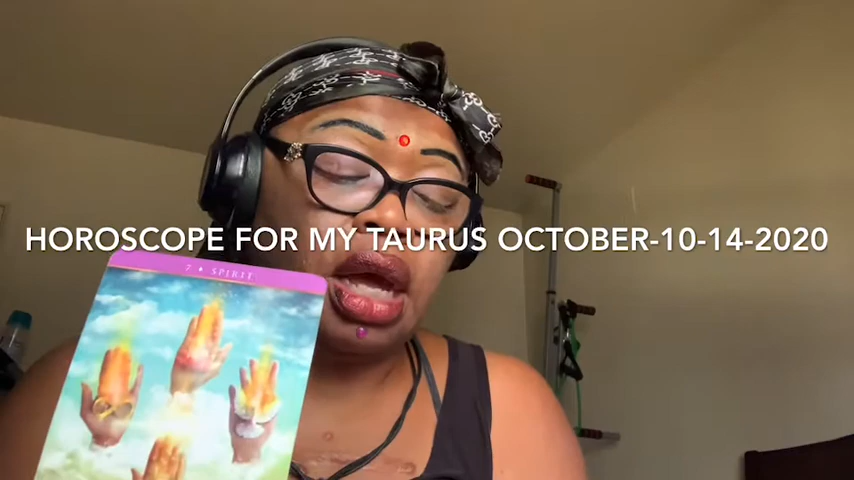 HOROSCOPE FOR MY TAURUS OCTOBER-10-14-2020
7 ♦ SPIRIT